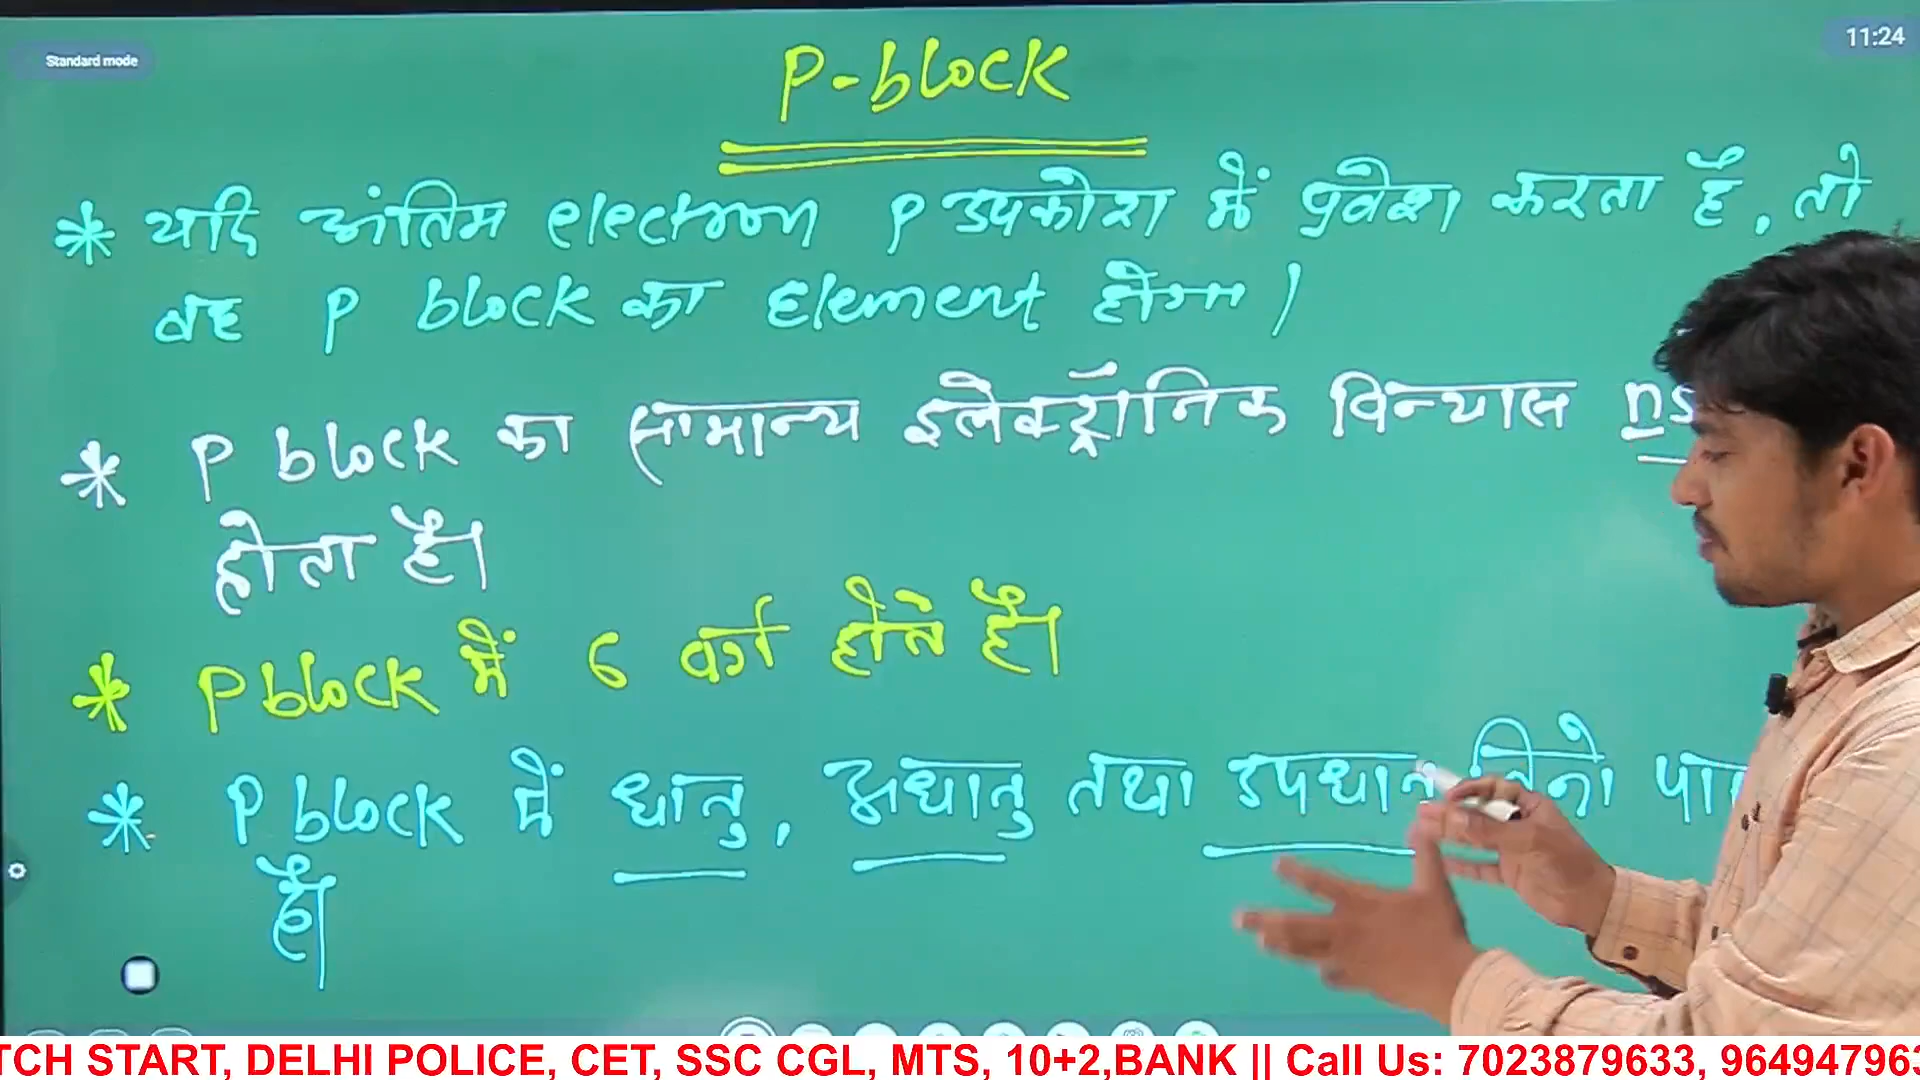 Standard mode
11:24
P-block
* यदि अंतिम electron p उपकोश में प्रवेश करता है, तो
वह P block का Element होगा।
* P block का सामान्य इलेक्ट्रॉनिक विन्यास ns
होता है।
* P block में 6 वर्ग होते है।
* P block में धातु, अधातु तथा उपधातु तिनो
है।
TCH START, DELHI POLICE, CET, SSC CGL, MTS, 10+2,BANK || Call Us: 7023879633, 964947963